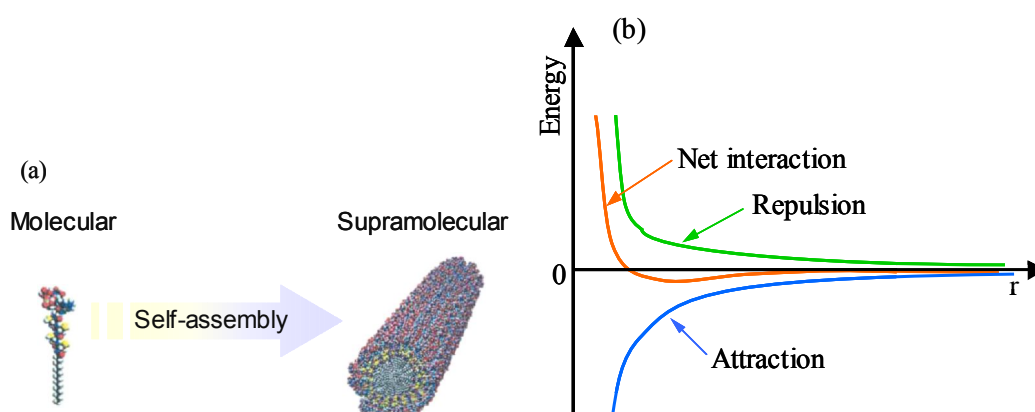 (a)
Molecular
Supramolecular
Self-assembly
(b)
Energy
Net interaction
Repulsion
0
r
Attraction